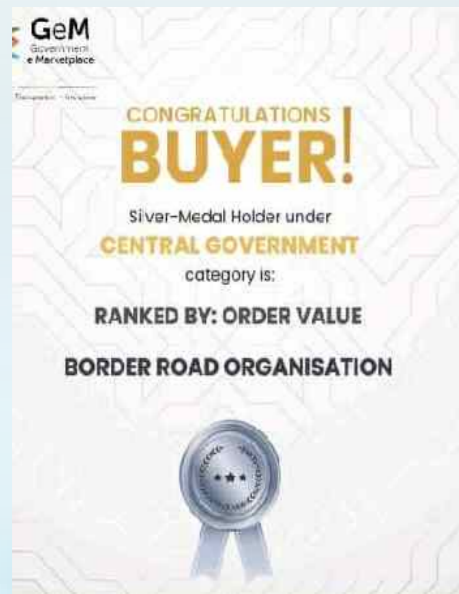 GeM
Government
e Marketplace
CONGRATULATIONS
BUYER!
Silver-Medal Holder under
CENTRAL GOVERNMENT
category is:
RANKED BY: ORDER VALUE
BORDER ROAD ORGANISATION